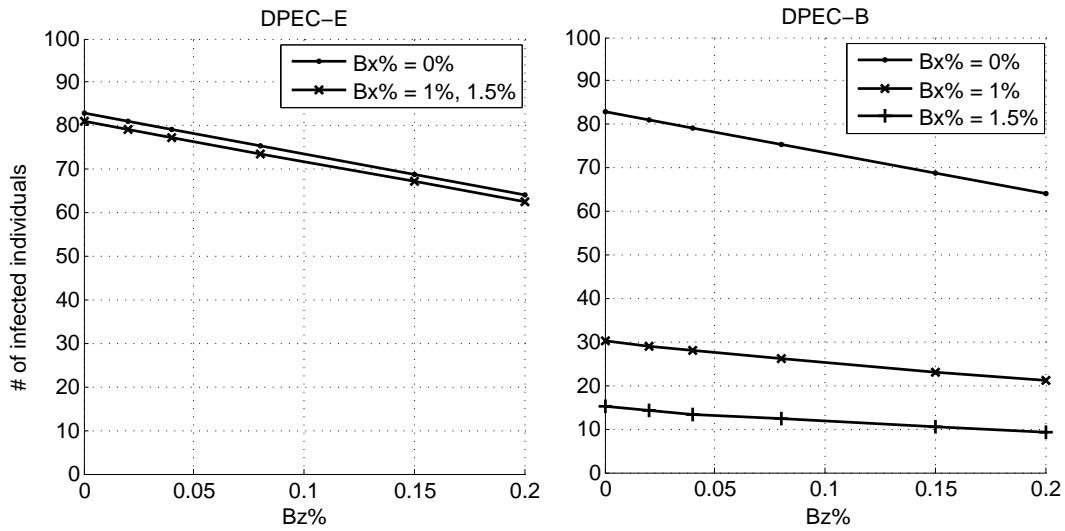 DPEC−E
100
90
80
70
60
50
40
30
20
10
0
# of infected individuals
Bx% = 0%
Bx% = 1%, 1.5%
0 0.05 0.1 0.15 0.2
Bz%
DPEC−B
100
90
80
70
60
50
40
30
20
10
0
Bx% = 0%
Bx% = 1%
Bx% = 1.5%
0 0.05 0.1 0.15 0.2
Bz%